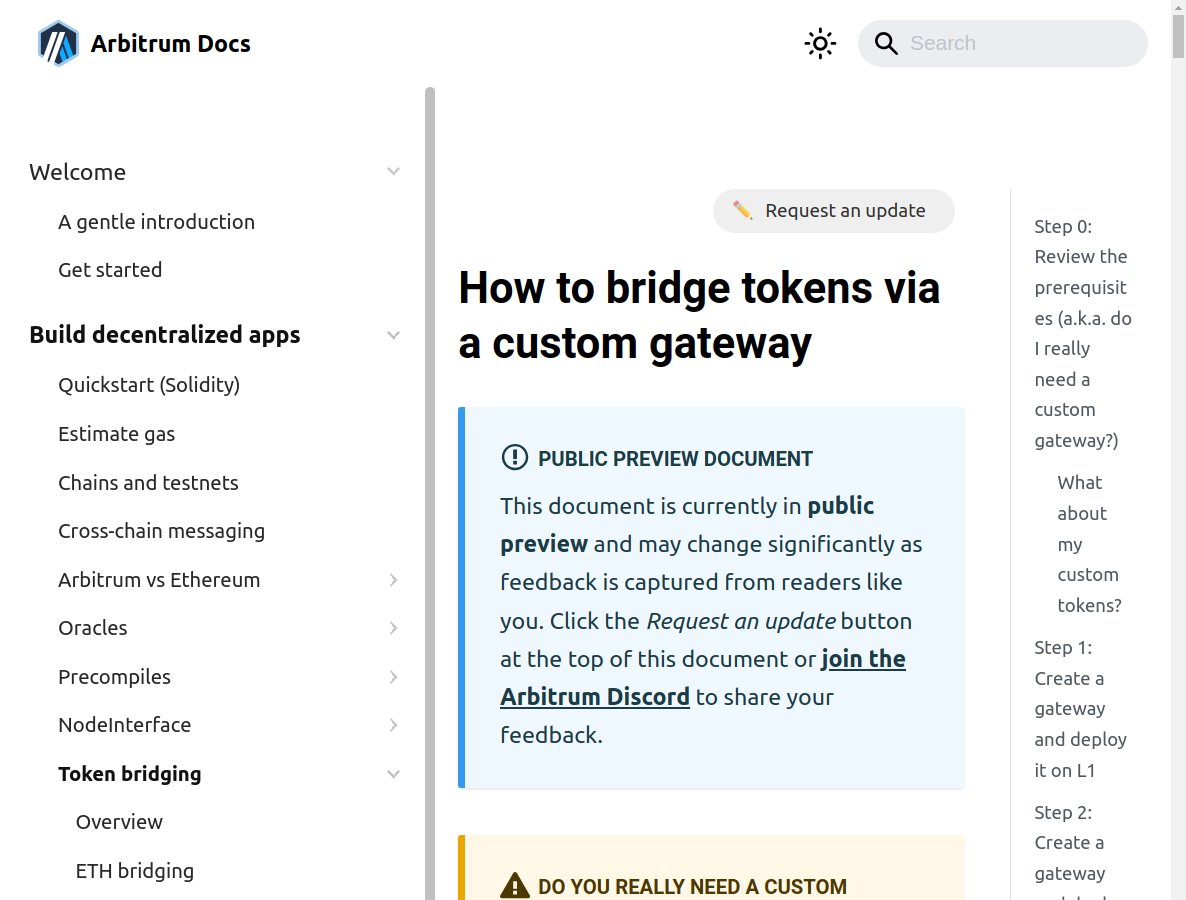 Arbitrum Docs
Search
Welcome
A gentle introduction
Get started
Build decentralized apps
Quickstart (Solidity)
Estimate gas
Chains and testnets
Cross-chain messaging
Arbitrum vs Ethereum
Oracles
Precompiles
NodeInterface
Token bridging
Overview
ETH bridging
Request an update
How to bridge tokens via
a custom gateway
PUBLIC PREVIEW DOCUMENT
This document is currently in public
preview and may change significantly as
feedback is captured from readers like
you. Click the Request an update button
at the top of this document or join the
Arbitrum Discord to share your
feedback.
DO YOU REALLY NEED A CUSTOM
Step 0:
Review the
prerequisit
es (a.k.a. do
I really
need a
custom
gateway?)
What
about
my
custom
tokens?
Step 1:
Create a
gateway
and deploy
it on L1
Step 2:
Create a
gateway